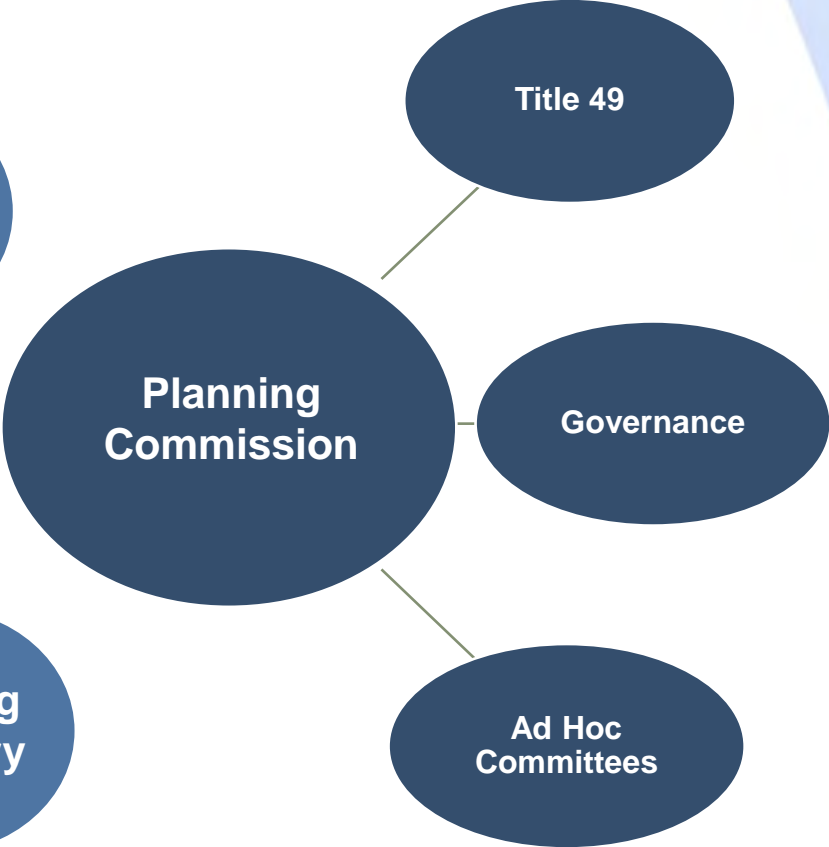 Title 49
Planning
Commission
Governance
Ad Hoc
Committees